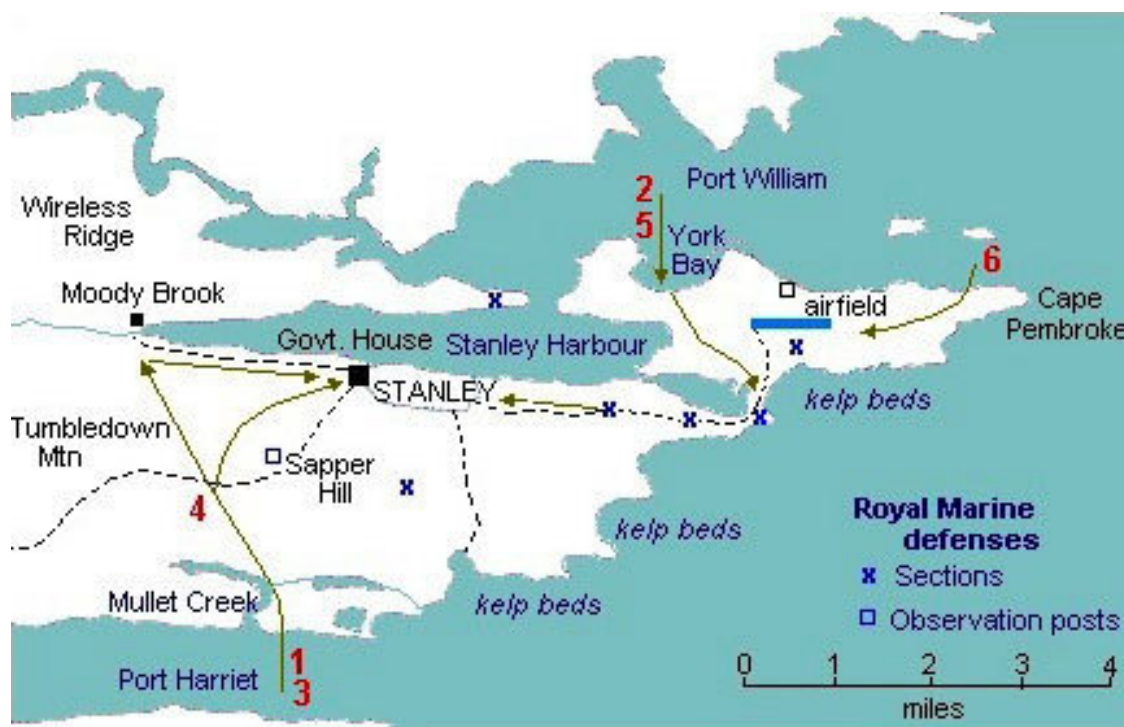 2
Port William
5
York
Bay
6
Wireless
Ridge
Moody Brook
airfield
Cape
Pembroke
Govt. House
Stanley Harbour
STANLEY
kelp beds
Tumbledown
Mtn
Sapper
Hill
4
Royal Marine
defenses
kelp beds
x Sections
Mullet Creek
kelp beds
Observation posts
1
3
Port Harriet
0 1 2 3 4
miles